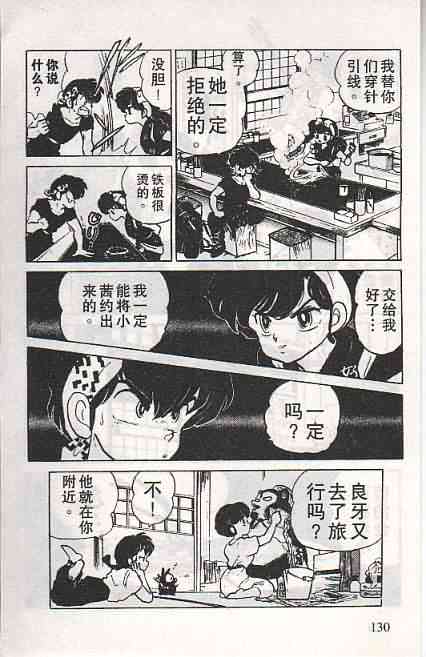 我替你
们穿针
引线。
算了。
她一定
拒绝的。
没胆！
你说
什么？
铁板很
烫的。
交给我
好了…
我一定
能将小
茜约出
来的。
一定
吗？
良牙又
去了旅
行吗？
不！
他就在你
附近。
130